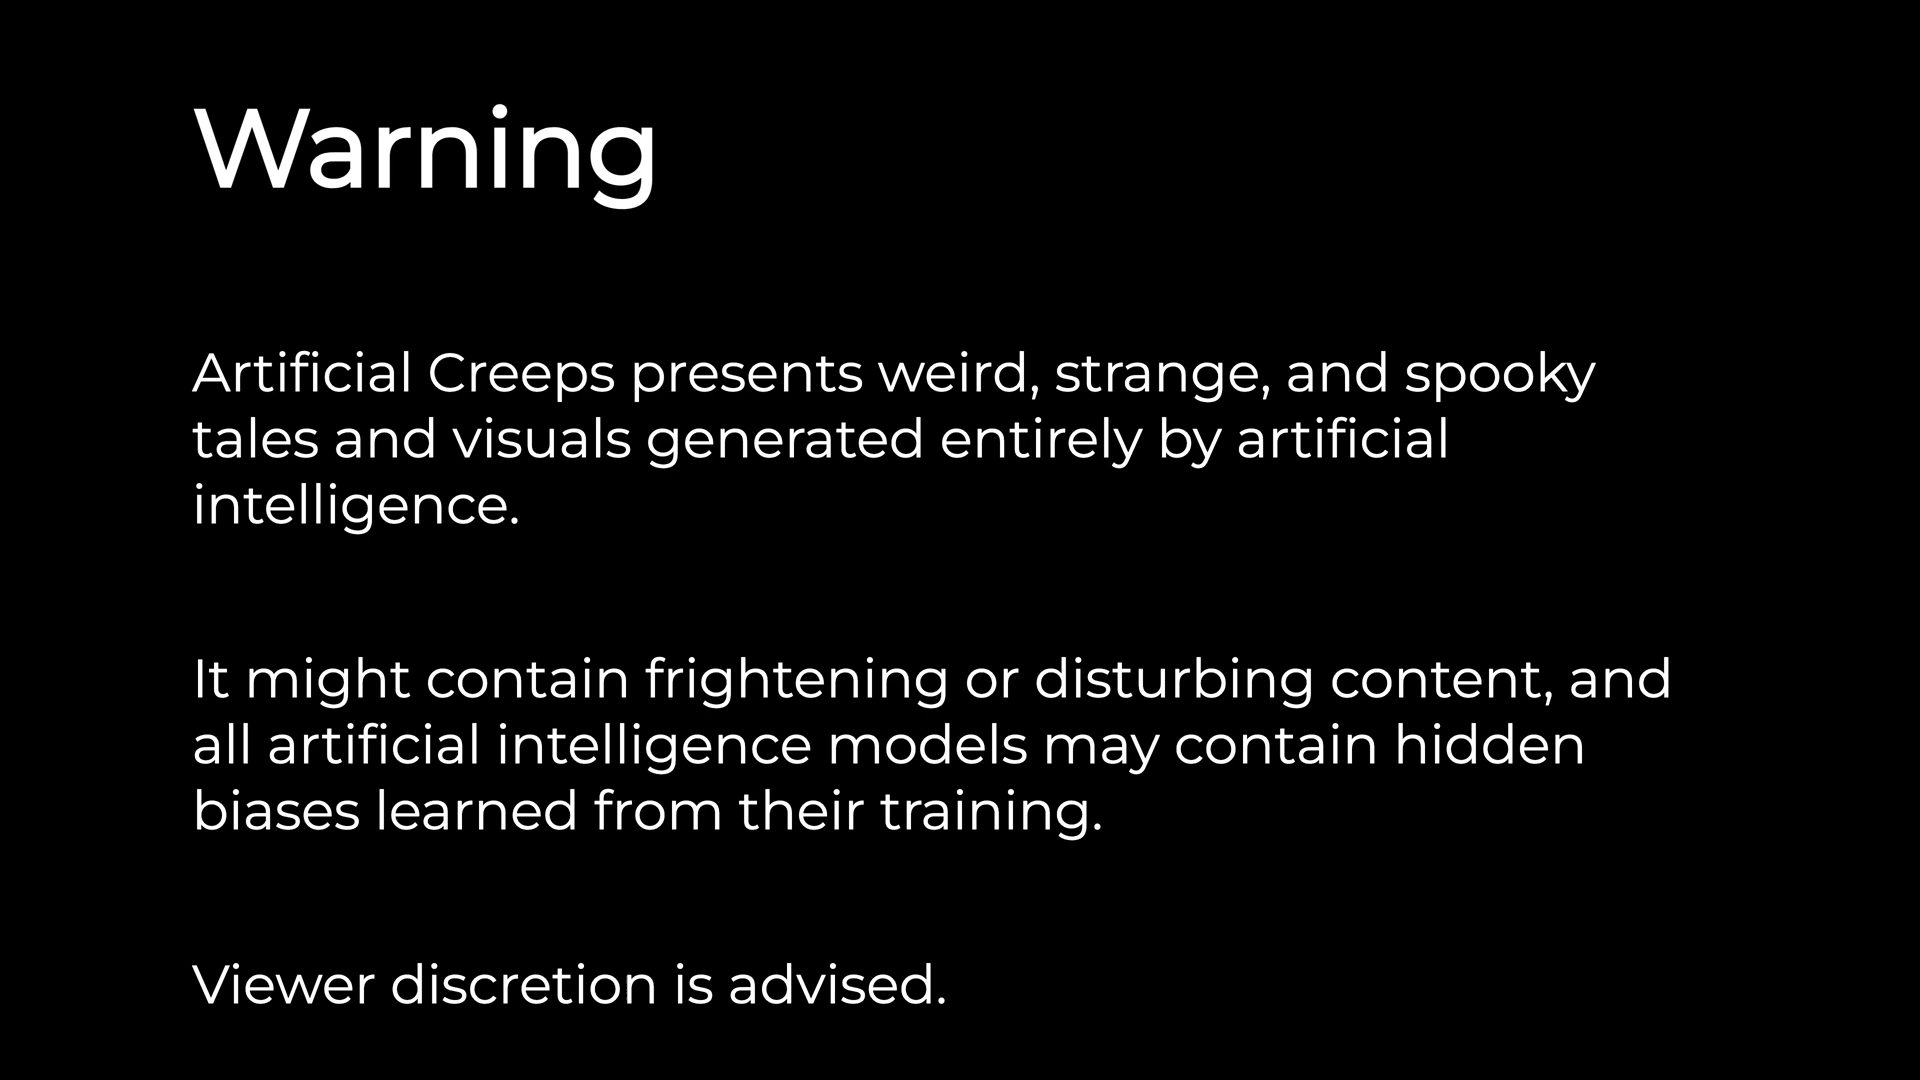 Warning
Artificial Creeps presents weird, strange, and spooky
tales and visuals generated entirely by artificial
intelligence.
It might contain frightening or disturbing content, and
all artificial intelligence models may contain hidden
biases learned from their training.
Viewer discretion is advised.